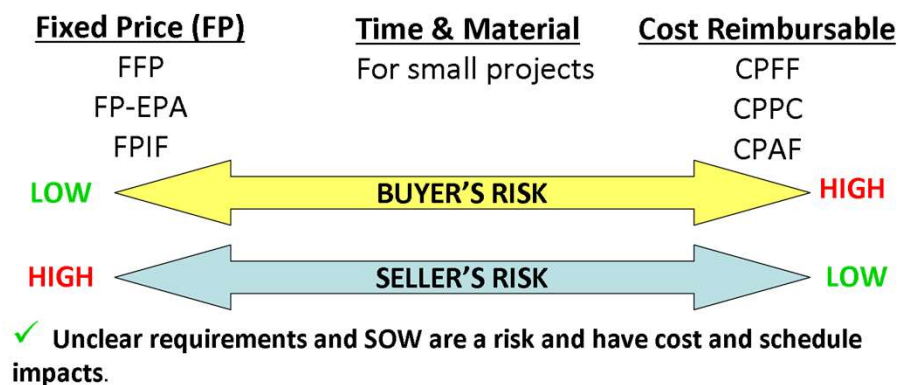 Fixed Price (FP) Time & Material Cost Reimbursable
FFP For small projects CPFF
FP-EPA CPPC
FPIF CPAF
LOW BUYER'S RISK HIGH
HIGH SELLER'S RISK LOW
✓ Unclear requirements and SOW are a risk and have cost and schedule
impacts.